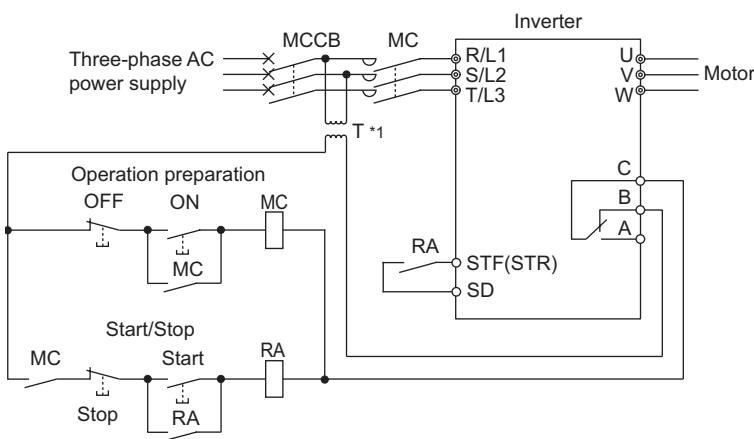 Inverter
Three-phase AC
power supply
MCCB
MC
R/L1
S/L2
T/L3
U
V
W
Motor
T *1
Operation preparation
OFF
ON
MC
MC
C
B
A
RA
STF(STR)
SD
Start/Stop
MC
Start
RA
Stop
RA